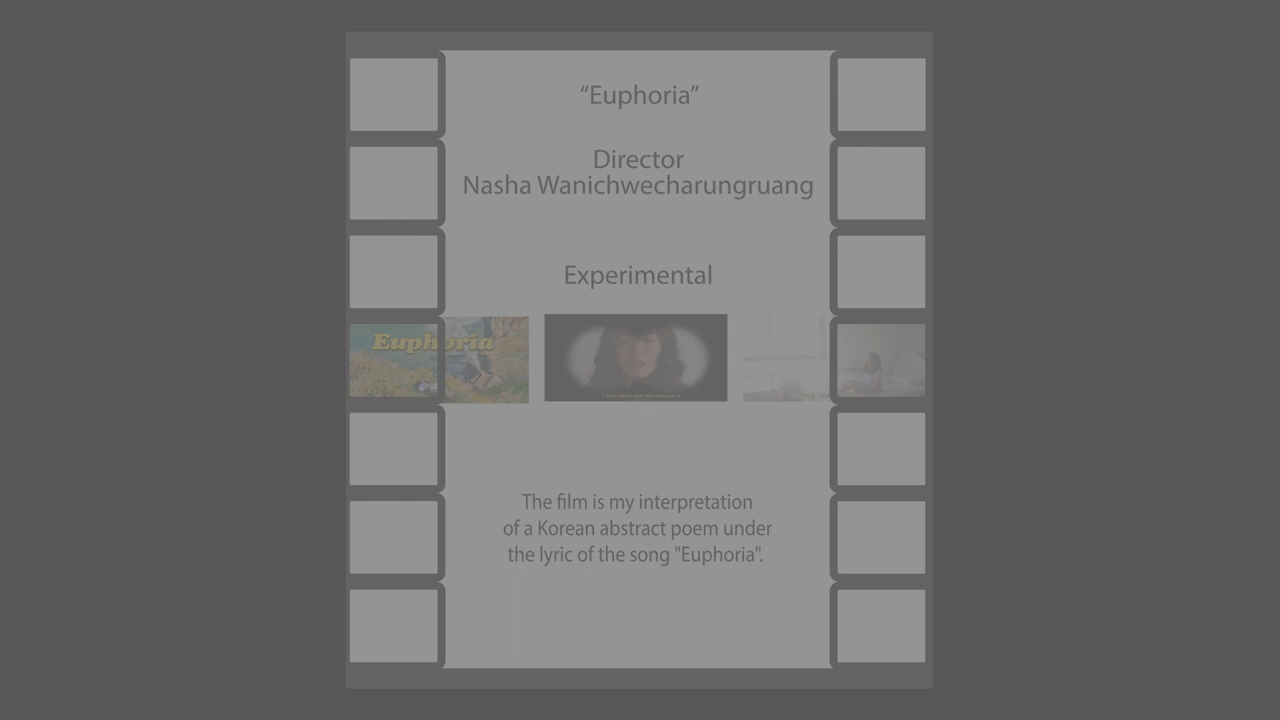 “Euphoria”
Director
Nasha Wanichwecharungruang
Experimental
Euphoria
The film is my interpretation
of a Korean abstract poem under
the lyric of the song "Euphoria".